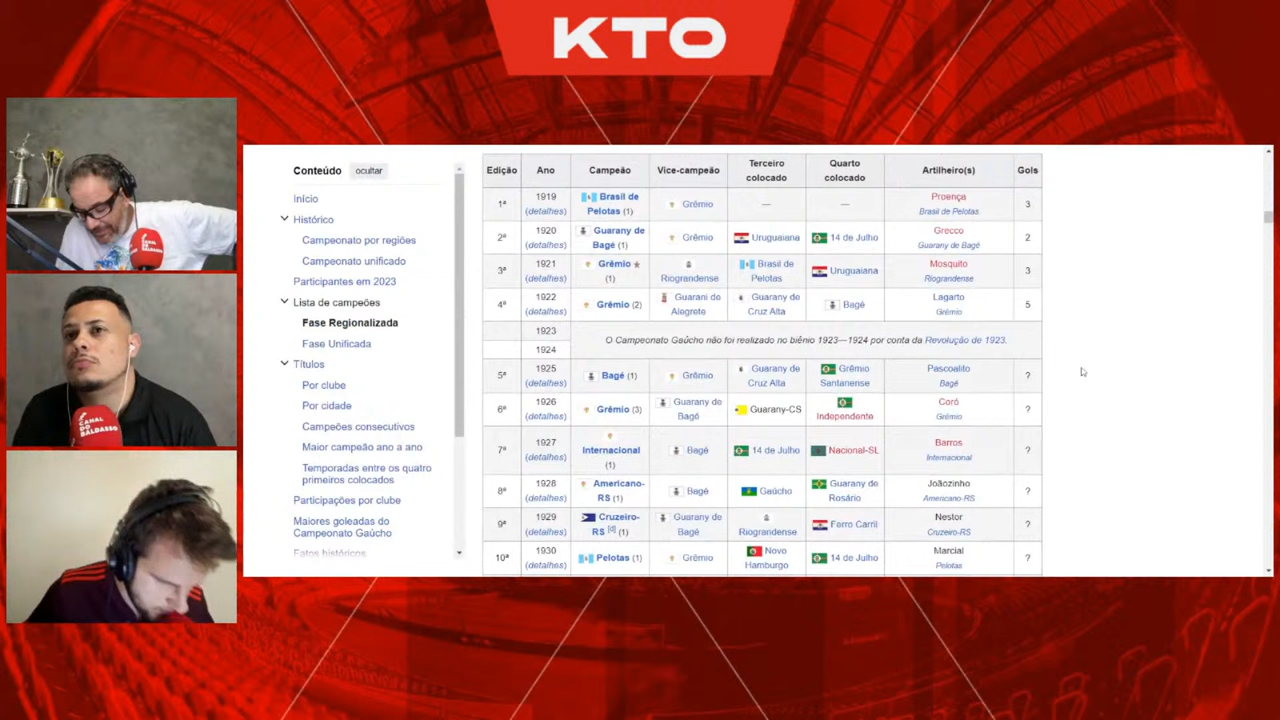 KTO
CANAL DO BALDASSO
CANAL DO BALDASSO
Conteúdo ocultar
Início
Histórico
Campeonato por regiões
Campeonato unificado
Participantes em 2023
Lista de campeões
Fase Regionalizada
Fase Unificada
Títulos
Por clube
Por cidade
Campeões consecutivos
Maior campeão ano a ano
Temporadas entre os quatro
primeiros colocados
Participações por clube
Maiores goleadas do
Campeonato Gaúcho
Fatos históricos
Edição Ano Campeão Vice-campeão Terceiro colocado Quarto colocado Artilheiro(s) Gols
1ª 1919 (detalhes) Brasil de Pelotas (1) Grêmio — — Proença Brasil de Pelotas 3
2ª 1920 (detalhes) Guarany de Bagé (1) Grêmio Uruguaiana 14 de Julho Grecco Guarany de Bagé 2
3ª 1921 (detalhes) Grêmio ★ (1) Riograndense Brasil de Pelotas Uruguaiana Mosquito Riograndense 3
4ª 1922 (detalhes) Grêmio (2) Guarani de Alegrete Guarany de Cruz Alta Bagé Lagarto Grêmio 5
1923
O Campeonato Gaúcho não foi realizado no biênio 1923—1924 por conta da Revolução de 1923.
1924
5ª 1925 (detalhes) Bagé (1) Grêmio Guarany de Cruz Alta Grêmio Santanense Pascoalito Bagé ?
6ª 1926 (detalhes) Grêmio (3) Guarany de Bagé Guarany-CS Independente Coró Grêmio ?
7ª 1927 (detalhes) Internacional (1) Bagé 14 de Julho Nacional-SL Barros Internacional ?
8ª 1928 (detalhes) Americano-RS (1) Bagé Gaúcho Guarany de Rosário Joãozinho Americano-RS ?
9ª 1929 (detalhes) Cruzeiro-RS [d] (1) Guarany de Bagé Riograndense Ferro Carril Nestor Cruzeiro-RS ?
10ª 1930 (detalhes) Pelotas (1) Grêmio Novo Hamburgo 14 de Julho Marcial Pelotas ?